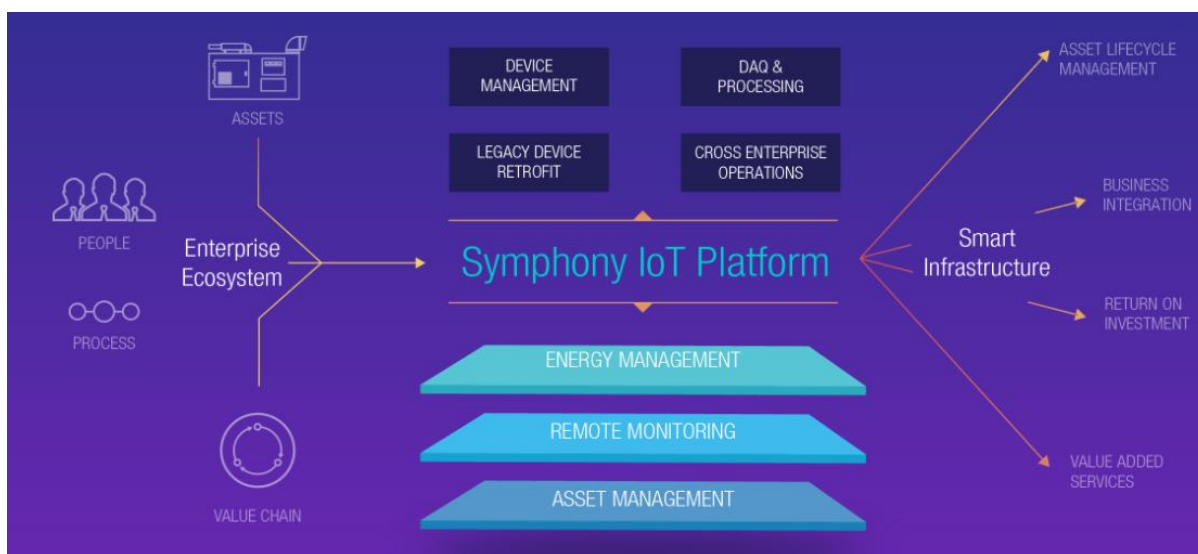 ASSETS
PEOPLE
PROCESS
VALUE CHAIN
Enterprise
Ecosystem
DEVICE
MANAGEMENT
DAQ &
PROCESSING
LEGACY DEVICE
RETROFIT
CROSS ENTERPRISE
OPERATIONS
Symphony IoT Platform
ENERGY MANAGEMENT
REMOTE MONITORING
ASSET MANAGEMENT
Smart
Infrastructure
ASSET LIFECYCLE
MANAGEMENT
BUSINESS
INTEGRATION
RETURN ON
INVESTMENT
VALUE ADDED
SERVICES